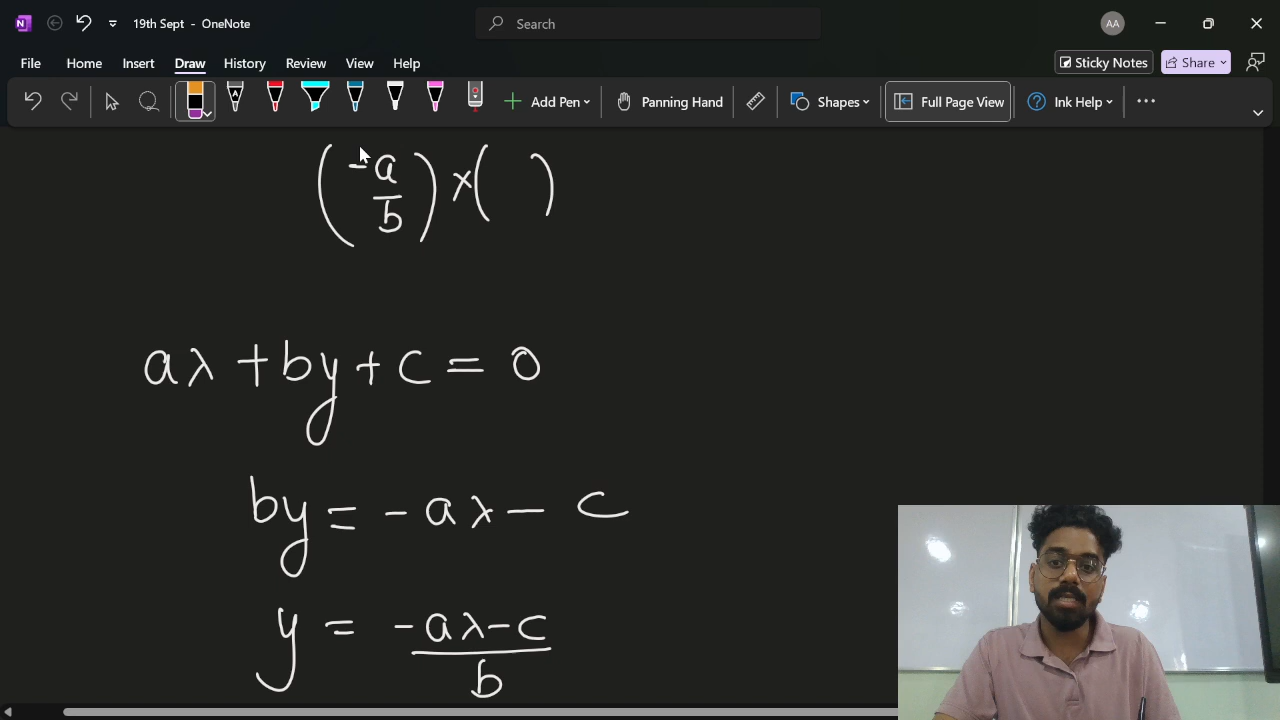 19th Sept - OneNote
Search
AA
File Home Insert Draw History Review View Help
Sticky Notes Share
Add Pen Panning Hand Shapes Full Page View Ink Help
(-a/b)×( )
aλ+by+c=0
by=-aλ-c
y=-aλ-c/b